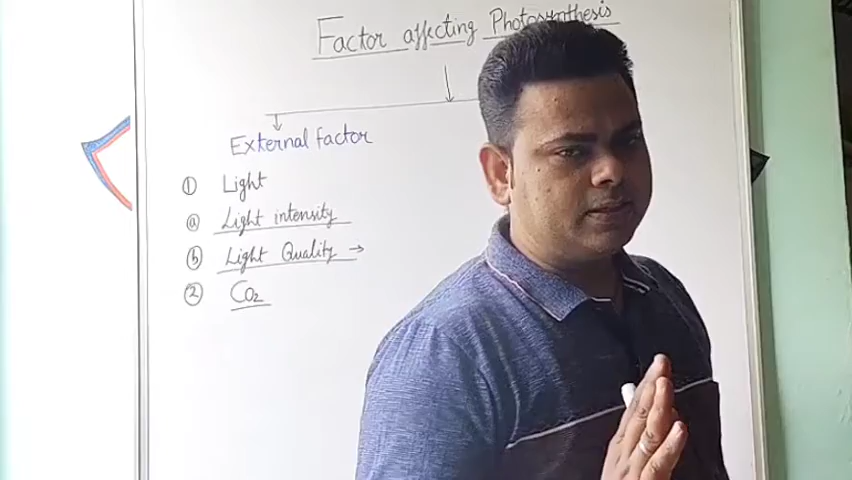 Factor affecting Photosynthesis
External factor
① Light
ⓐ Light intensity
ⓑ Light Quality →
② CO₂